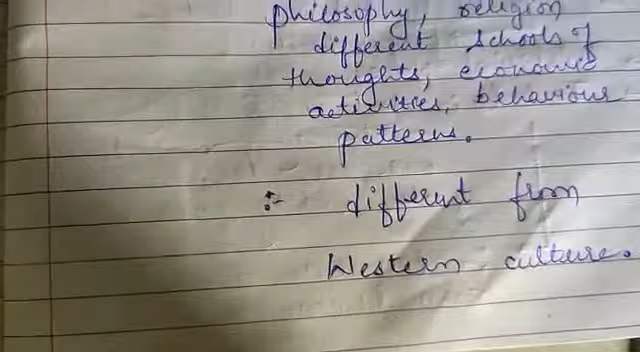 philosophy, religion
different schools of
thoughts, economic
activities, behaviour
patterns.
:- different from
Western culture.